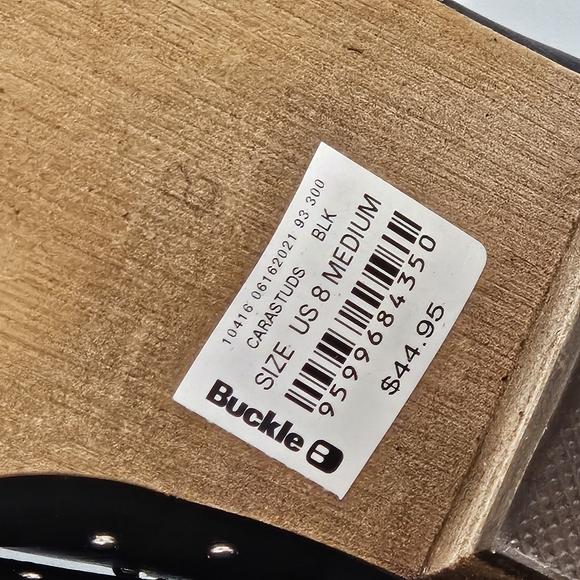 10416 06162021 93 300
CARASTUDS BLK
SIZE US 8 MEDIUM
9599684350
$44.95
Buckle B